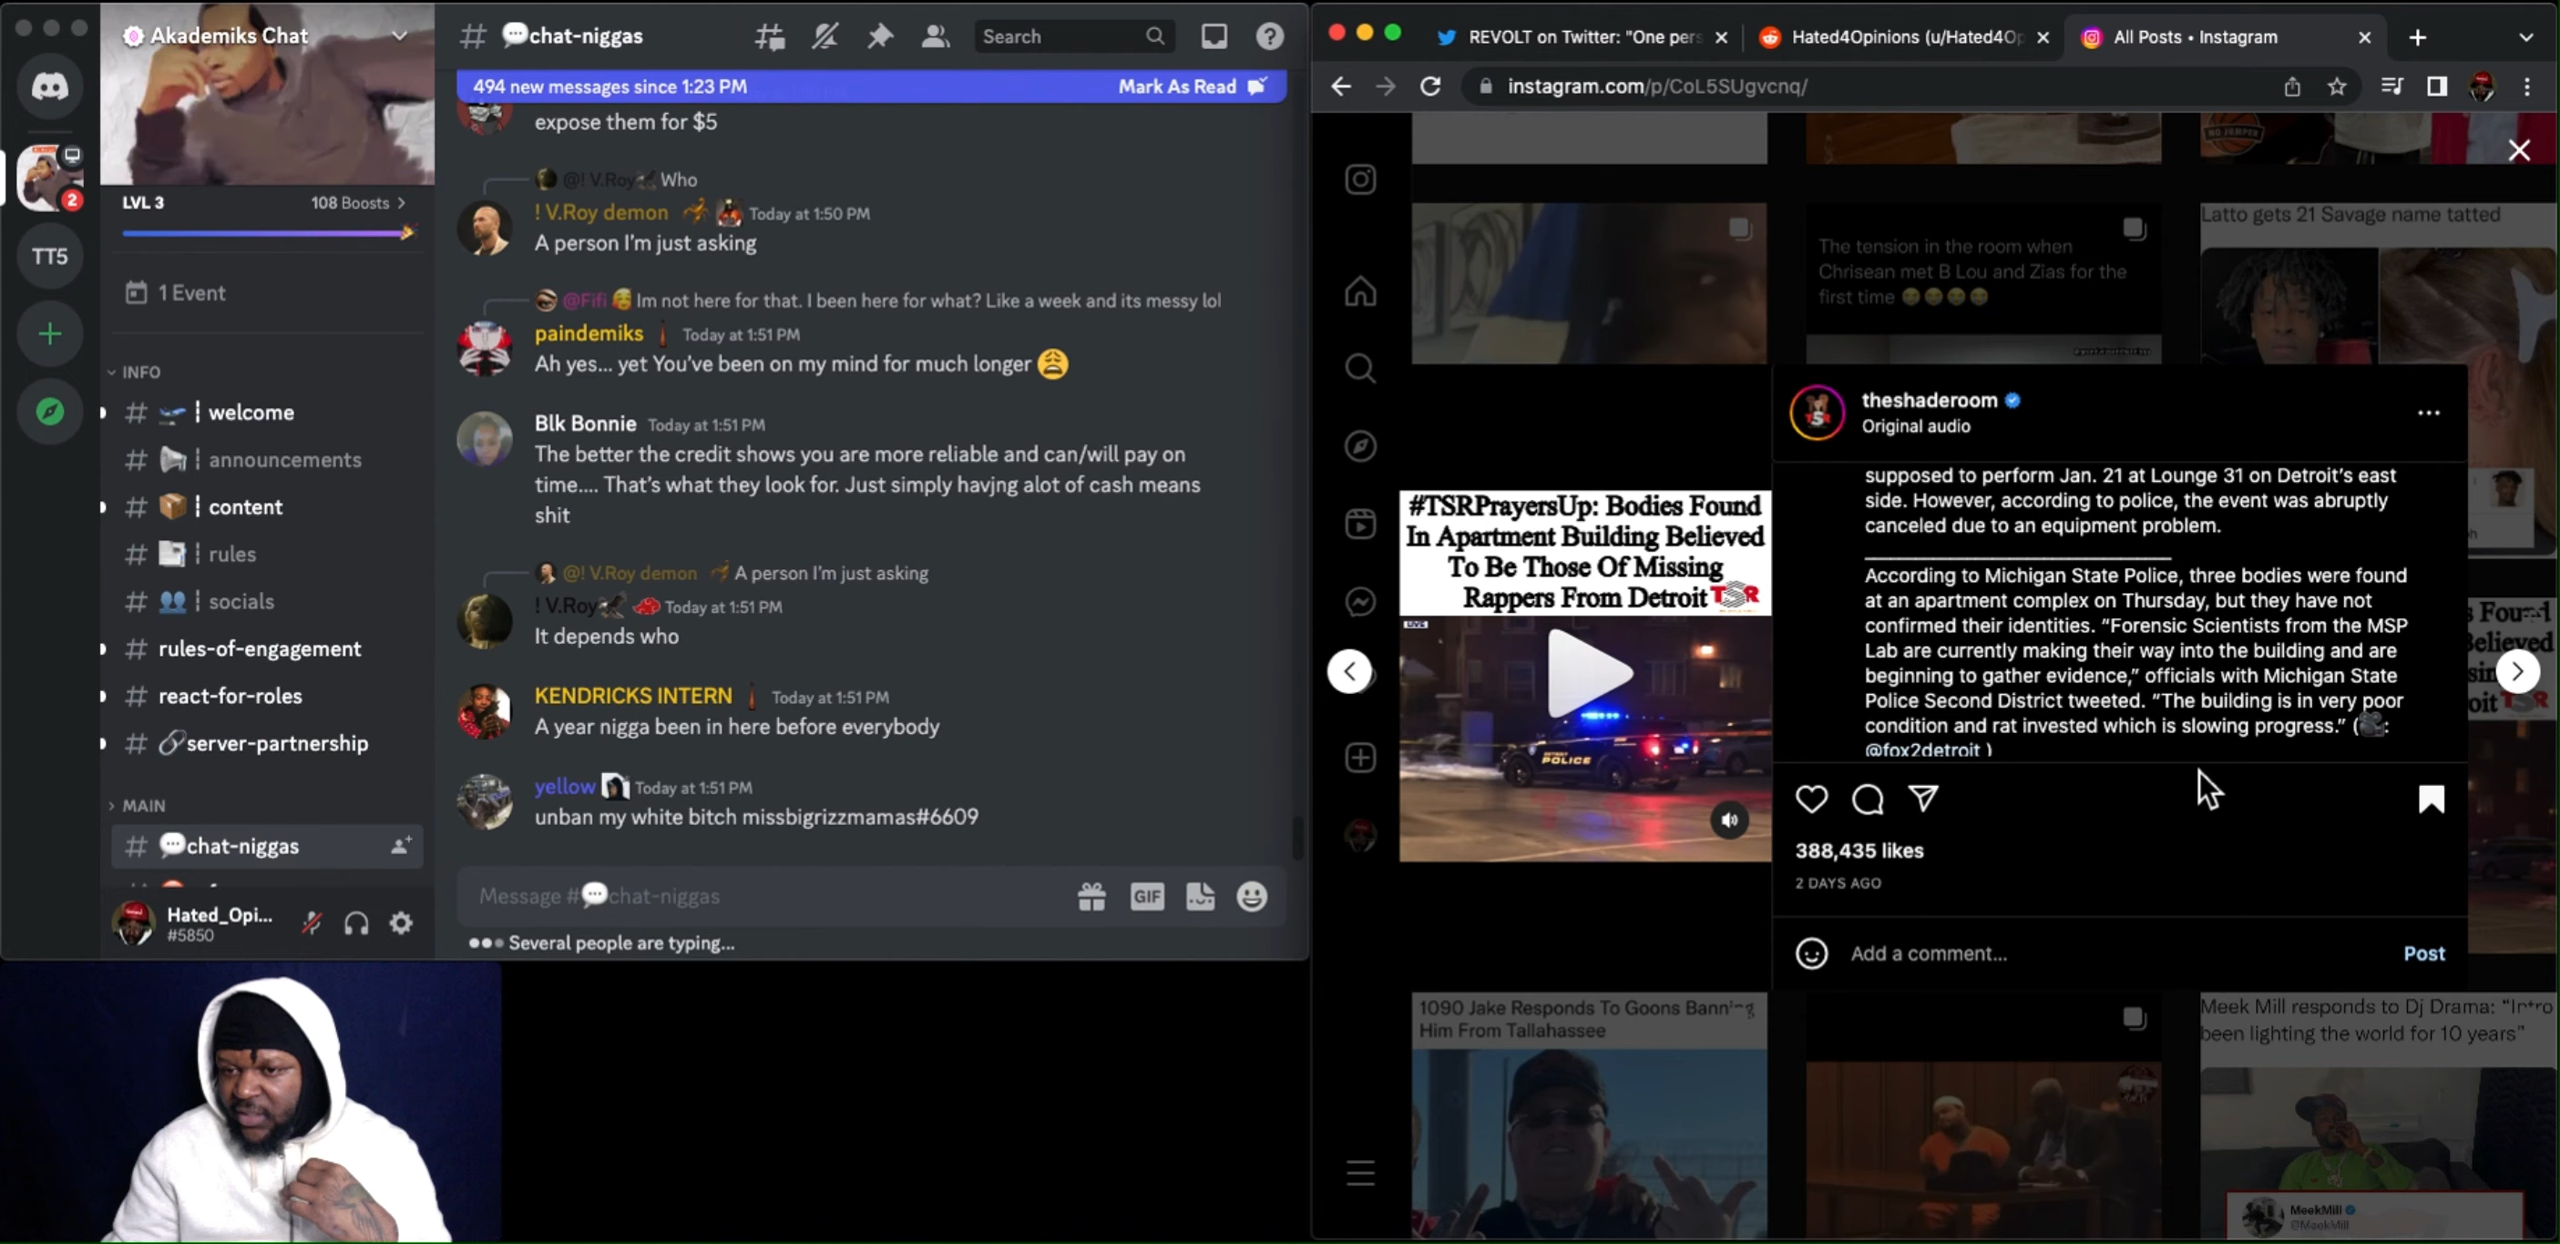 Akademiks Chat
LVL 3
108 Boosts
1 Event
INFO
welcome
announcements
content
rules
socials
rules-of-engagement
react-for-roles
server-partnership
MAIN
chat-niggas
Hated_Opi...
#5850
2
TT5
# chat-niggas
Search
494 new messages since 1:23 PM
Mark As Read
expose them for $5
@! V.Roy Who
! V.Roy demon Today at 1:50 PM
A person I'm just asking
@Fifi 🥰 Im not here for that. I been here for what? Like a week and its messy lol
paindemiks Today at 1:51 PM
Ah yes... yet You've been on my mind for much longer 😩
Blk Bonnie Today at 1:51 PM
The better the credit shows you are more reliable and can/will pay on
time.... That's what they look for. Just simply havjng alot of cash means
shit
@! V.Roy demon A person I'm just asking
! V.Roy Today at 1:51 PM
It depends who
KENDRICKS INTERN Today at 1:51 PM
A year nigga been in here before everybody
yellow Today at 1:51 PM
unban my white bitch missbigrizzmamas#6609
Message # chat-niggas
GIF
Several people are typing...
REVOLT on Twitter: "One pers
Hated4Opinions (u/Hated4Op
All Posts • Instagram
instagram.com/p/CoL5SUgvcnq/
NO JUMPER
The tension in the room when
Chrisean met B Lou and Zias for the
first time 😂😂😂😂
Latto gets 21 Savage name tatted
#TSRPrayersUp: Bodies Found
In Apartment Building Believed
To Be Those Of Missing
Rappers From Detroit TSR
LIVE
DETROIT
POLICE
theshaderoom
Original audio
supposed to perform Jan. 21 at Lounge 31 on Detroit's east
side. However, according to police, the event was abruptly
canceled due to an equipment problem.
According to Michigan State Police, three bodies were found
at an apartment complex on Thursday, but they have not
confirmed their identities. "Forensic Scientists from the MSP
Lab are currently making their way into the building and are
beginning to gather evidence," officials with Michigan State
Police Second District tweeted. "The building is in very poor
condition and rat invested which is slowing progress." (🎥:
@fox2detroit )
388,435 likes
2 DAYS AGO
Add a comment...
Post
1090 Jake Responds To Goons Banning
Him From Tallahassee
Meek Mill responds to Dj Drama: "Intro
been lighting the world for 10 years"
MeekMill
@MeekMill